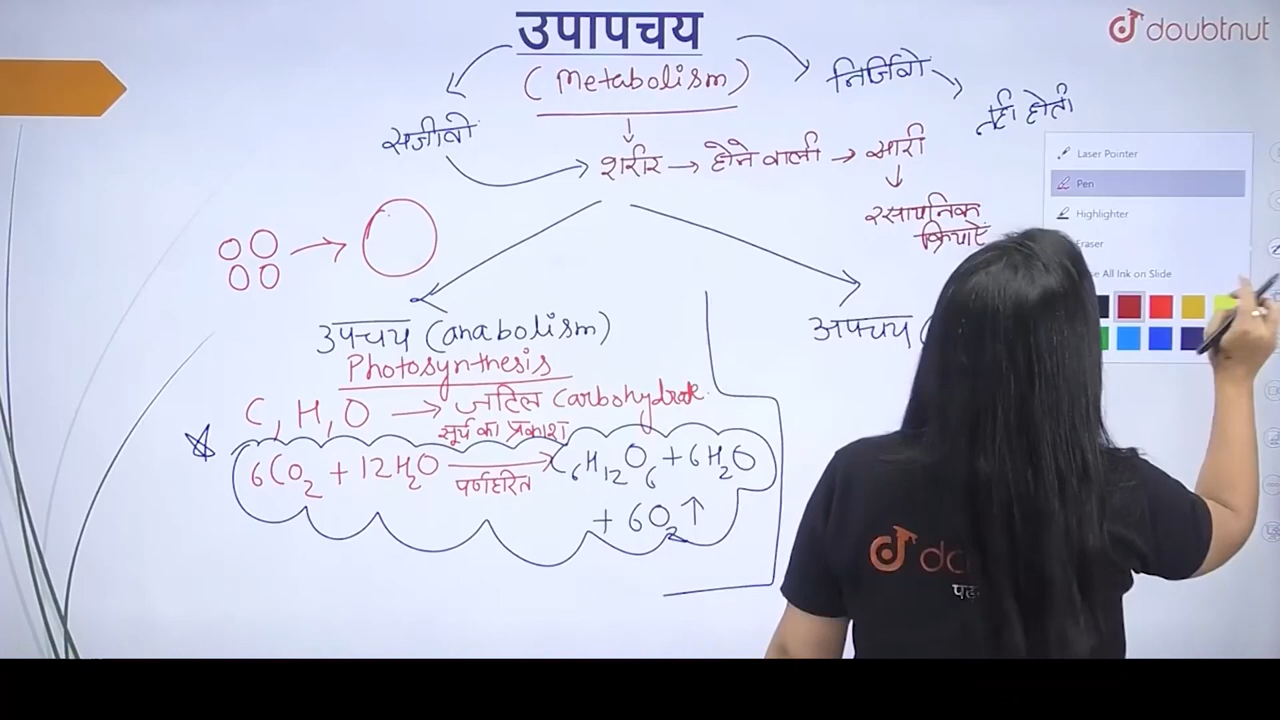 उपापचय
doubtnut
(Metabolism)
निर्जिवो
नही होती
सजीवो
शरीर → होने वाली → सारी
रसायनिक
क्रियाएं
Laser Pointer
Pen
Highlighter
Eraser
All Ink on Slide
उपचय (anabolism)
अपचय (
Photosynthesis
C, H, O → जटिल Carbohydrate.
सूर्य का प्रकाश
6CO₂ + 12H₂O → C₆H₁₂O₆ + 6H₂O
पर्णहरित
+ 6O₂↑